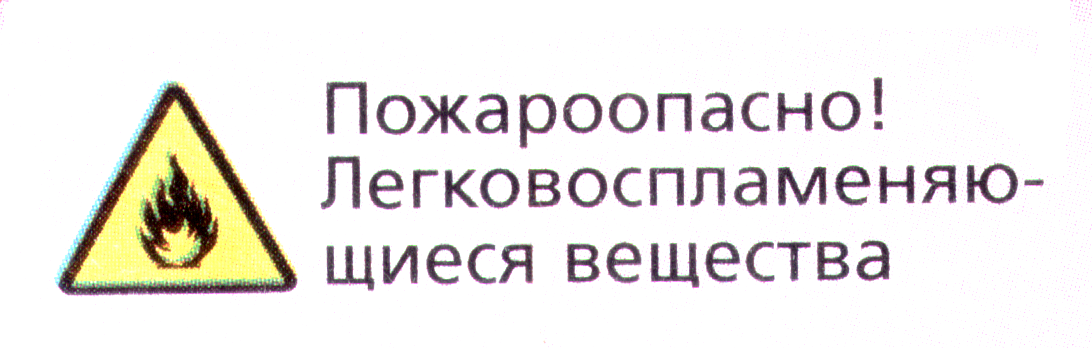 Пожароопасно!
Легковоспламеняю-
щиеся вещества